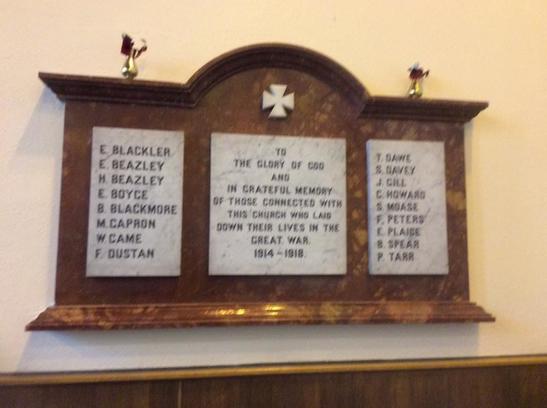 E. BLACKLER
E. BEAZLEY
H. BEAZLEY
E. BOYCE
B. BLACKMORE
M. CAPRON
W. CAME
F. DUSTAN
TO
THE GLORY OF GOD
AND
IN GRATEFUL MEMORY
OF THOSE CONNECTED WITH
THIS CHURCH WHO LAID
DOWN THEIR LIVES IN THE
GREAT WAR.
1914-1918.
T. DAWE
S. DAVEY
J. GILL
C. HOWARD
S. MOASE
F. PETERS
E. PLAICE
B. SPEAR
P. TARR